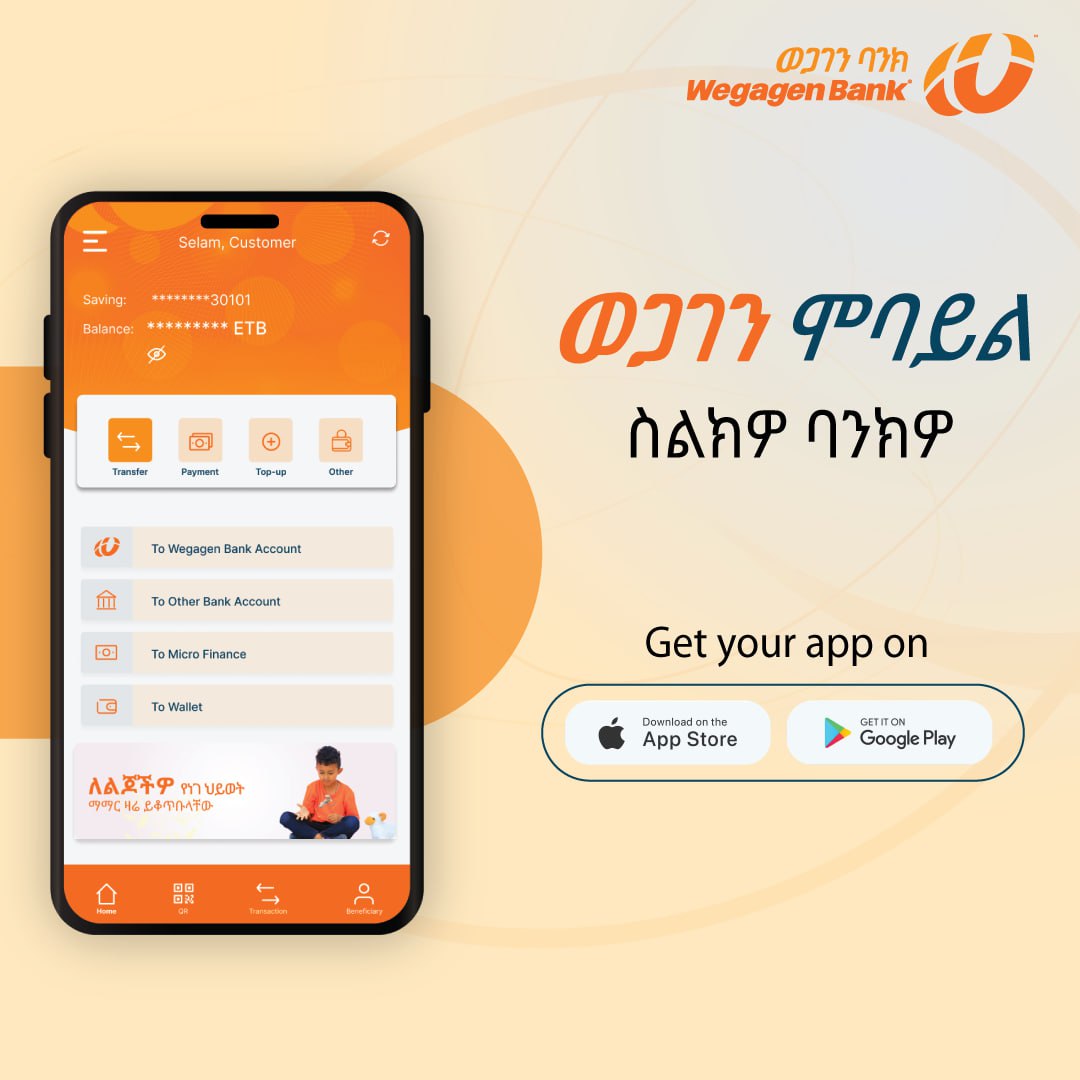 ወጋገን ባንክ
Wegagen Bank
Selam, Customer
Saving: ********30101
Balance: ********* ETB
Transfer Payment Top-up Other
To Wegagen Bank Account
To Other Bank Account
To Micro Finance
To Wallet
ለልጆችዎ የነገ ህይወት
ማማር ዛሬ ይቆጥቡላቸው
Home QR Transaction Beneficiary
ወጋገን ሞባይል
ስልክዎ ባንክዎ
Get your app on
Download on the
App Store
GET IT ON
Google Play